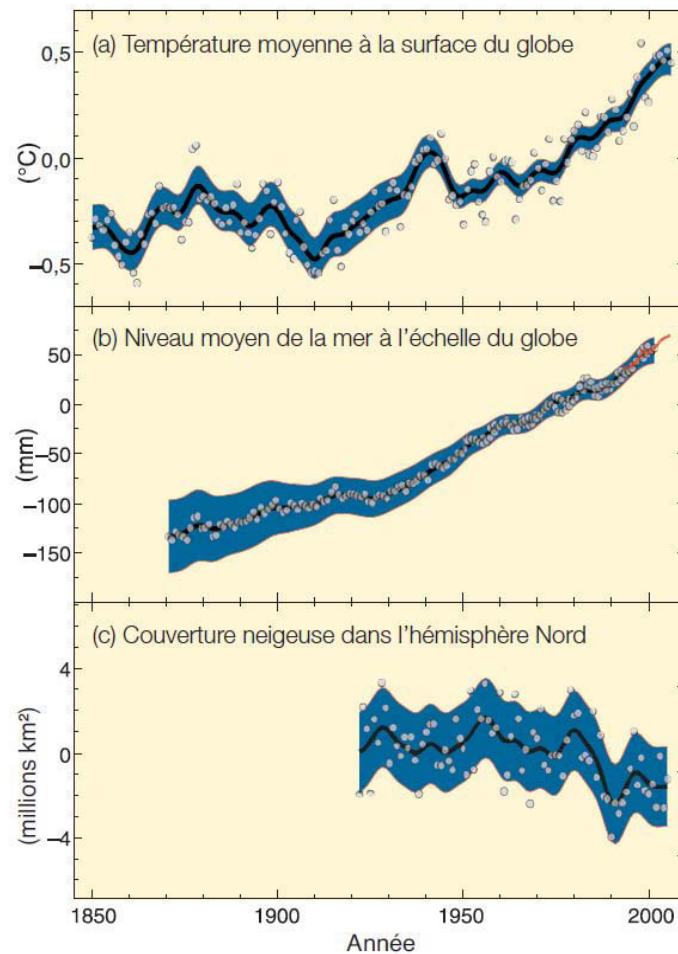 (a) Température moyenne à la surface du globe
0,5
0,0
–0,5
(°C)
(b) Niveau moyen de la mer à l'échelle du globe
50
0
–50
–100
–150
(mm)
(c) Couverture neigeuse dans l'hémisphère Nord
4
0
–4
(millions km²)
1850 1900 1950 2000
Année